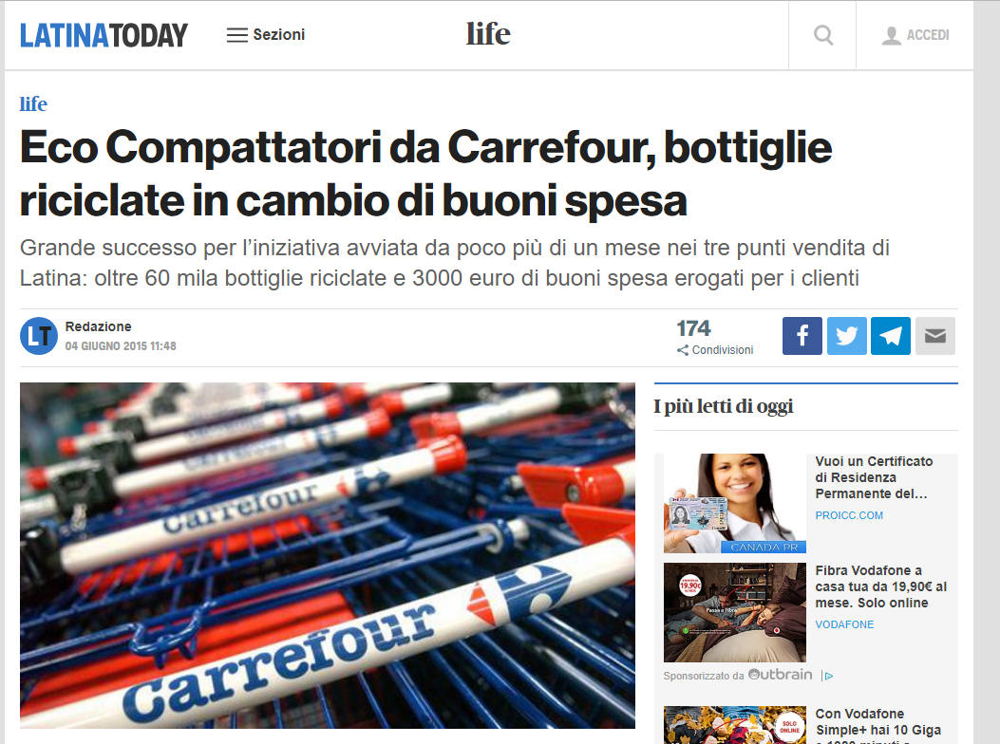 LATINATODAY
Sezioni
life
ACCEDI
life
Eco Compattatori da Carrefour, bottiglie
riciclate in cambio di buoni spesa
Grande successo per l’iniziativa avviata da poco più di un mese nei tre punti vendita di
Latina: oltre 60 mila bottiglie riciclate e 3000 euro di buoni spesa erogati per i clienti
LT
Redazione
04 GIUGNO 2015 11:48
174
Condivisioni
I più letti di oggi
Carrefour
Carrefour
Carrefour
CANADA PR
Vuoi un Certificato
di Residenza
Permanente del...
PROICC.COM
19,90€
Fibra Vodafone a
casa tua da 19,90€ al
mese. Solo online
VODAFONE
Sponsorizzato da Outbrain
SOLO
ONLINE
Con Vodafone
Simple+ hai 10 Giga